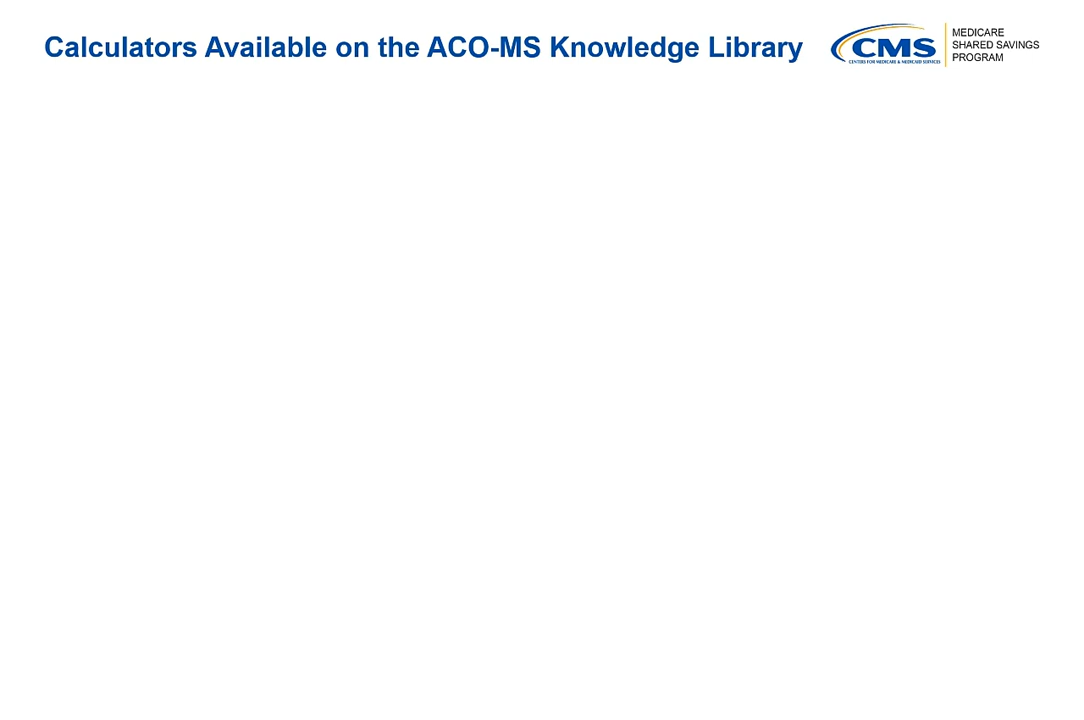 Calculators Available on the ACO-MS Knowledge Library
CMS
CENTERS FOR MEDICARE & MEDICAID SERVICES
MEDICARE
SHARED SAVINGS
PROGRAM